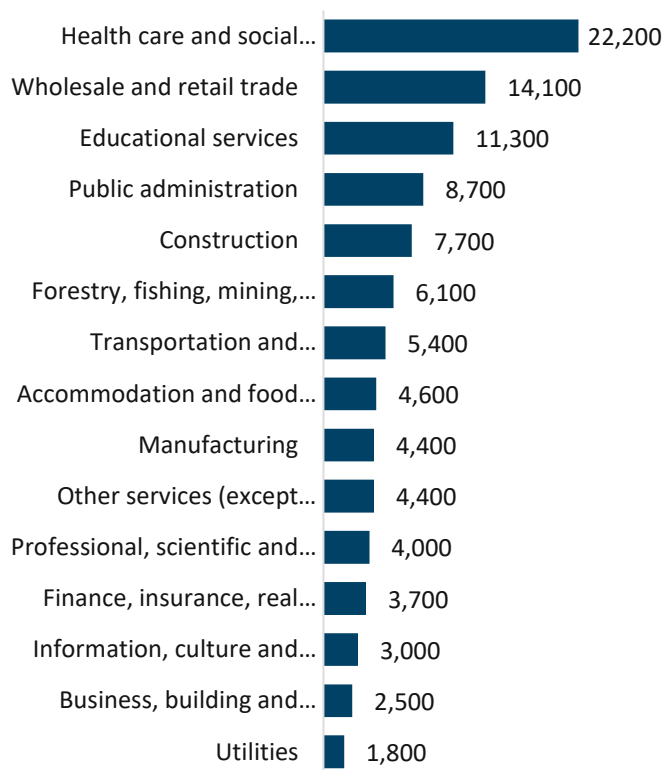 Health care and social... 22,200
Wholesale and retail trade 14,100
Educational services 11,300
Public administration 8,700
Construction 7,700
Forestry, fishing, mining,... 6,100
Transportation and... 5,400
Accommodation and food... 4,600
Manufacturing 4,400
Other services (except... 4,400
Professional, scientific and... 4,000
Finance, insurance, real... 3,700
Information, culture and... 3,000
Business, building and... 2,500
Utilities 1,800